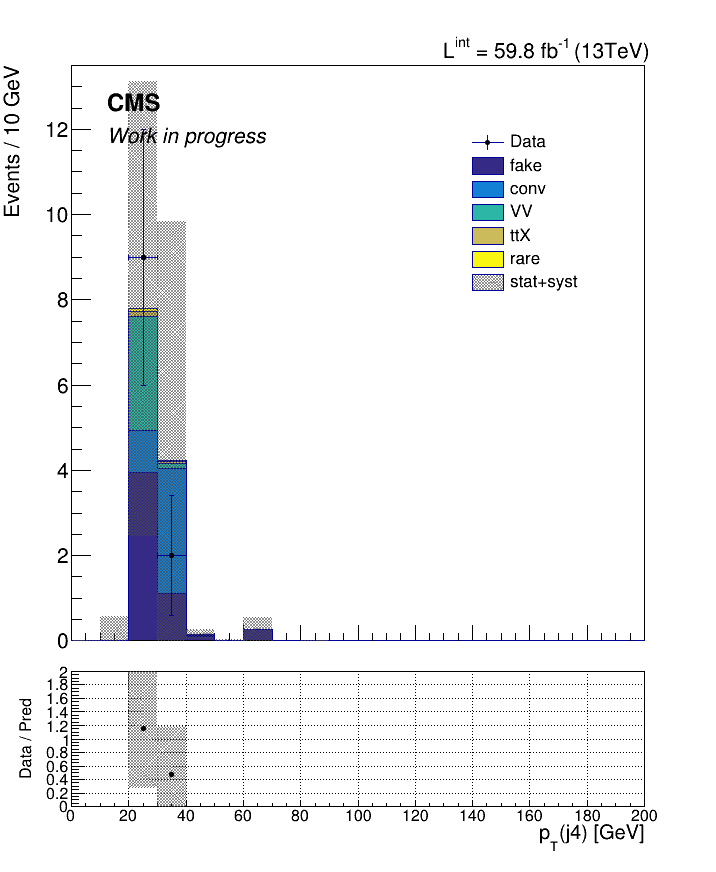 L^int = 59.8 fb^-1 (13TeV)
Events / 10 GeV
CMS
Work in progress
Data
fake
conv
VV
ttX
rare
stat+syst
12
10
8
6
4
2
0
Data / Pred
2
1.8
1.6
1.4
1.2
1
0.8
0.6
0.4
0.2
0
0 20 40 60 80 100 120 140 160 180 200
p_T(j4) [GeV]